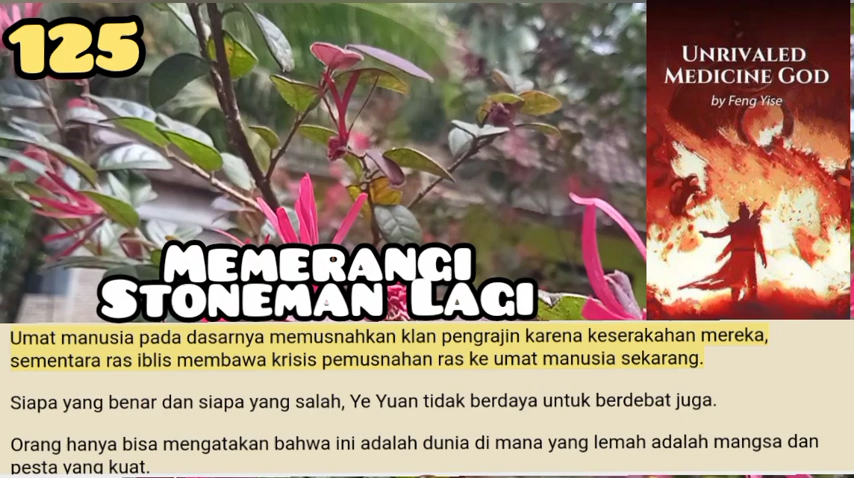 125
UNRIVALED
MEDICINE GOD
by Feng Yise
MEMERANGI
STONEMAN LAGI
Umat manusia pada dasarnya memusnahkan klan pengrajin karena keserakahan mereka,
sementara ras iblis membawa krisis pemusnahan ras ke umat manusia sekarang.
Siapa yang benar dan siapa yang salah, Ye Yuan tidak berdaya untuk berdebat juga.
Orang hanya bisa mengatakan bahwa ini adalah dunia di mana yang lemah adalah mangsa dan
pesta yang kuat.